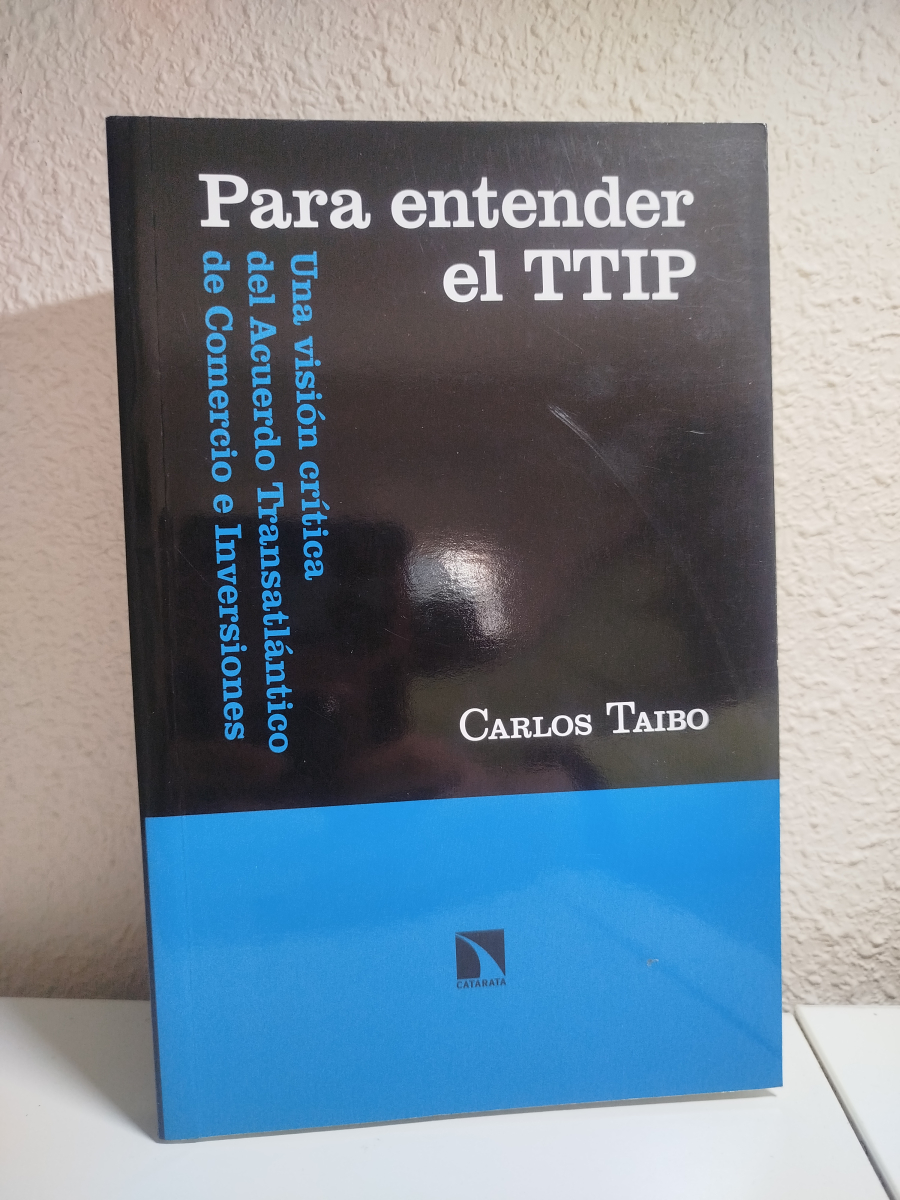 Para entender
el TTIP
Una visión crítica
del Acuerdo Transatlántico
de Comercio e Inversiones
CARLOS TAIBO
CATARATA